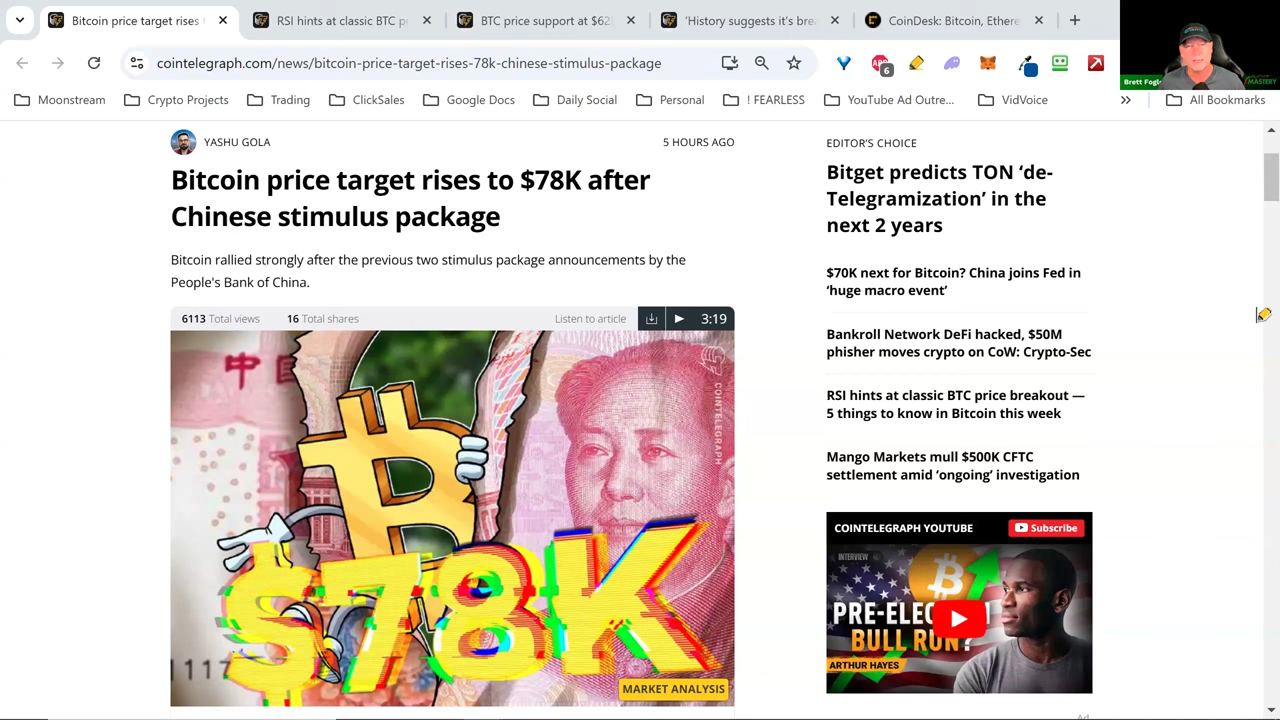 Bitcoin price target rises t
RSI hints at classic BTC p
BTC price support at $62
‘History suggests it’s bre
CoinDesk: Bitcoin, Ethere
cointelegraph.com/news/bitcoin-price-target-rises-78k-chinese-stimulus-package
6
Moonstream
Crypto Projects
Trading
ClickSales
Google Docs
Daily Social
Personal
! FEARLESS
YouTube Ad Outre...
VidVoice
All Bookmarks
Brett Fogle
MASTERY
YASHU GOLA
5 HOURS AGO
Bitcoin price target rises to $78K after
Chinese stimulus package
Bitcoin rallied strongly after the previous two stimulus package announcements by the
People's Bank of China.
6113 Total views
16 Total shares
Listen to article
3:19
中
COINTELEGRAPH
$78K
117
MARKET ANALYSIS
EDITOR’S CHOICE
Bitget predicts TON ‘de-
Telegramization’ in the
next 2 years
$70K next for Bitcoin? China joins Fed in
‘huge macro event’
Bankroll Network DeFi hacked, $50M
phisher moves crypto on CoW: Crypto-Sec
RSI hints at classic BTC price breakout —
5 things to know in Bitcoin this week
Mango Markets mull $500K CFTC
settlement amid ‘ongoing’ investigation
COINTELEGRAPH YOUTUBE
Subscribe
INTERVIEW
PRE-ELEC
BULL RUN?
ARTHUR HAYES
Ad